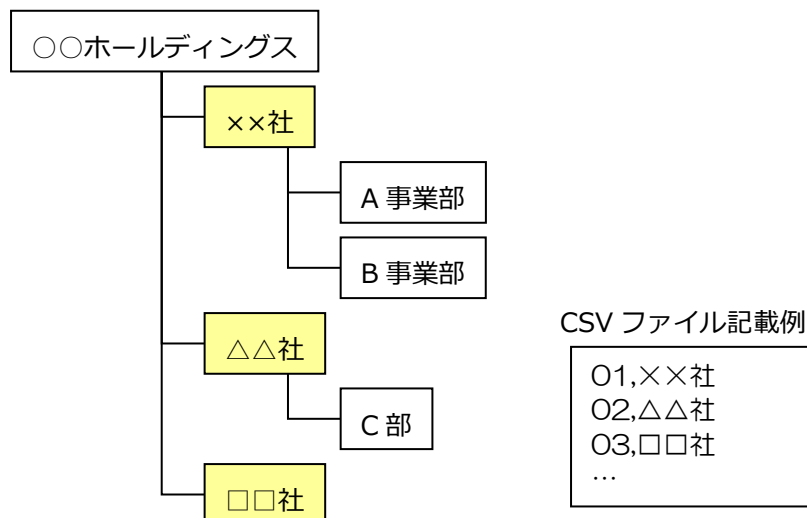 ○○ホールディングス
××社
A 事業部
B 事業部
△△社
C 部
□□社
CSV ファイル記載例
01,××社
02,△△社
03,□□社
…